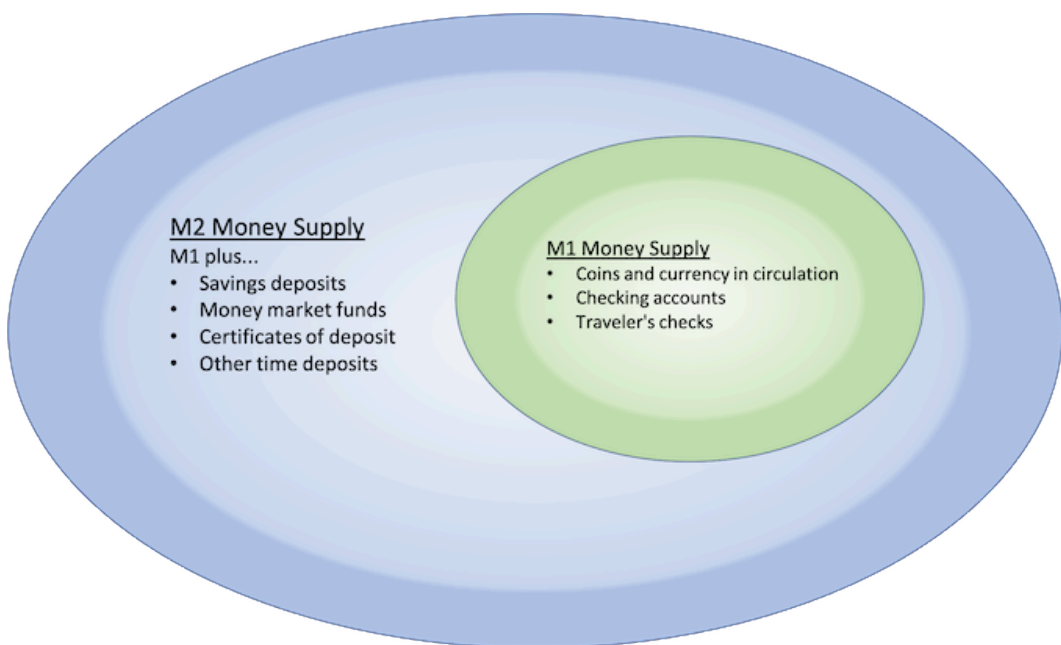 M2 Money Supply
M1 plus...
• Savings deposits
• Money market funds
• Certificates of deposit
• Other time deposits
M1 Money Supply
• Coins and currency in circulation
• Checking accounts
• Traveler's checks